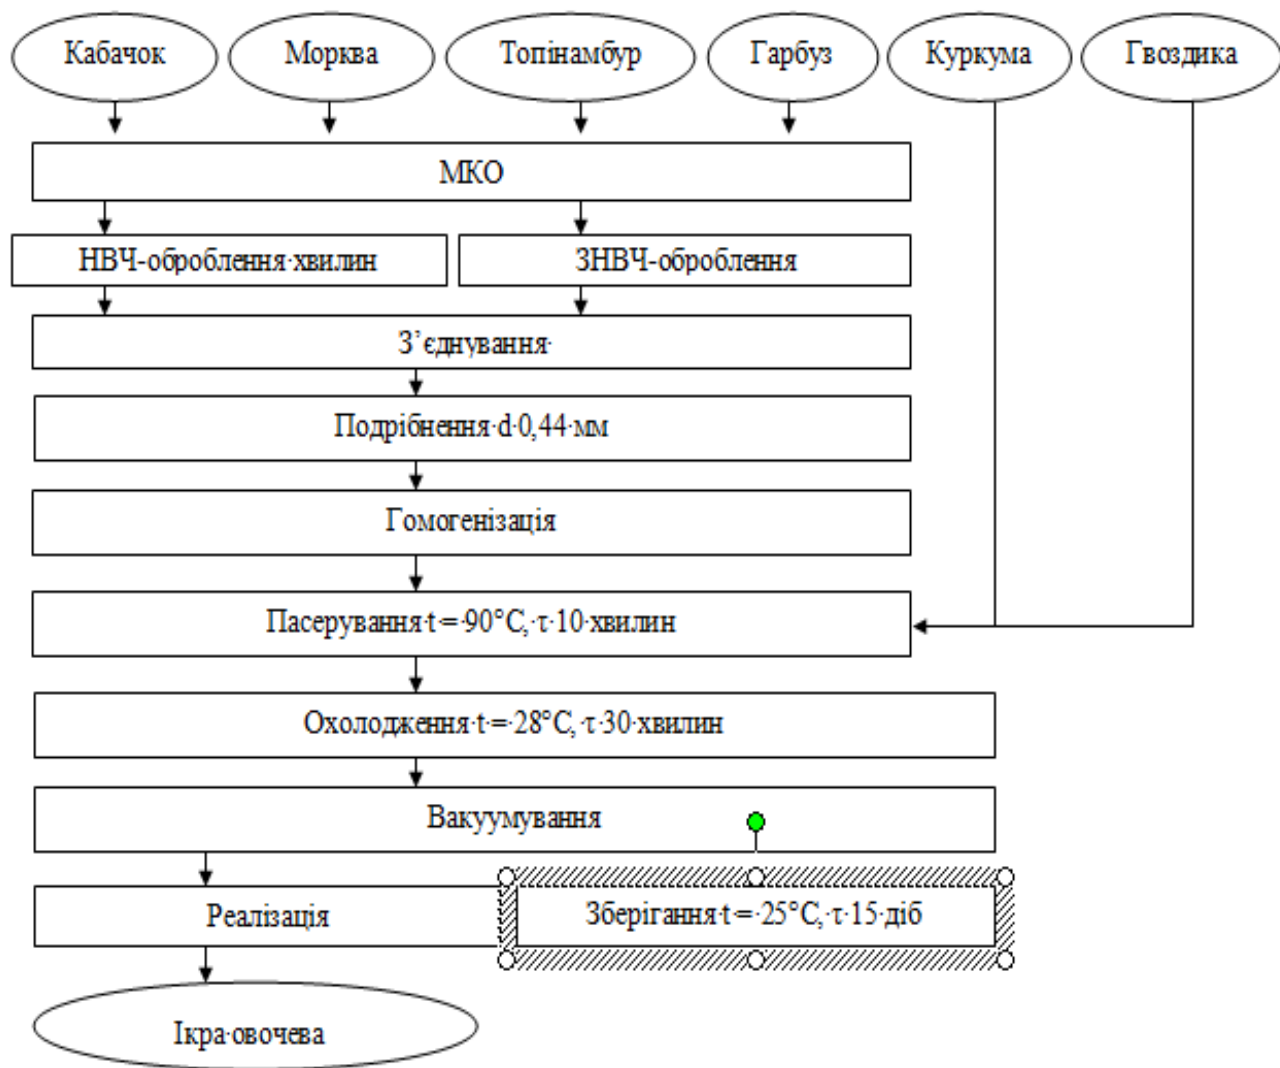 Кабачок
Морква
Топінамбур
Гарбуз
Куркума
Гвоздика
МКО
НВЧ-оброблення·хвилин
ЗНВЧ-оброблення
З’єднування·
Подрібнення·d·0,44·мм
Гомогенізація
Пасерування·t·=·90°C,·τ·10·хвилин
Охолодження·t·=·28°C,·τ·30·хвилин
Вакуумування
Реалізація
Зберігання·t·=·25°C,·τ·15·діб
Ікра·овочева